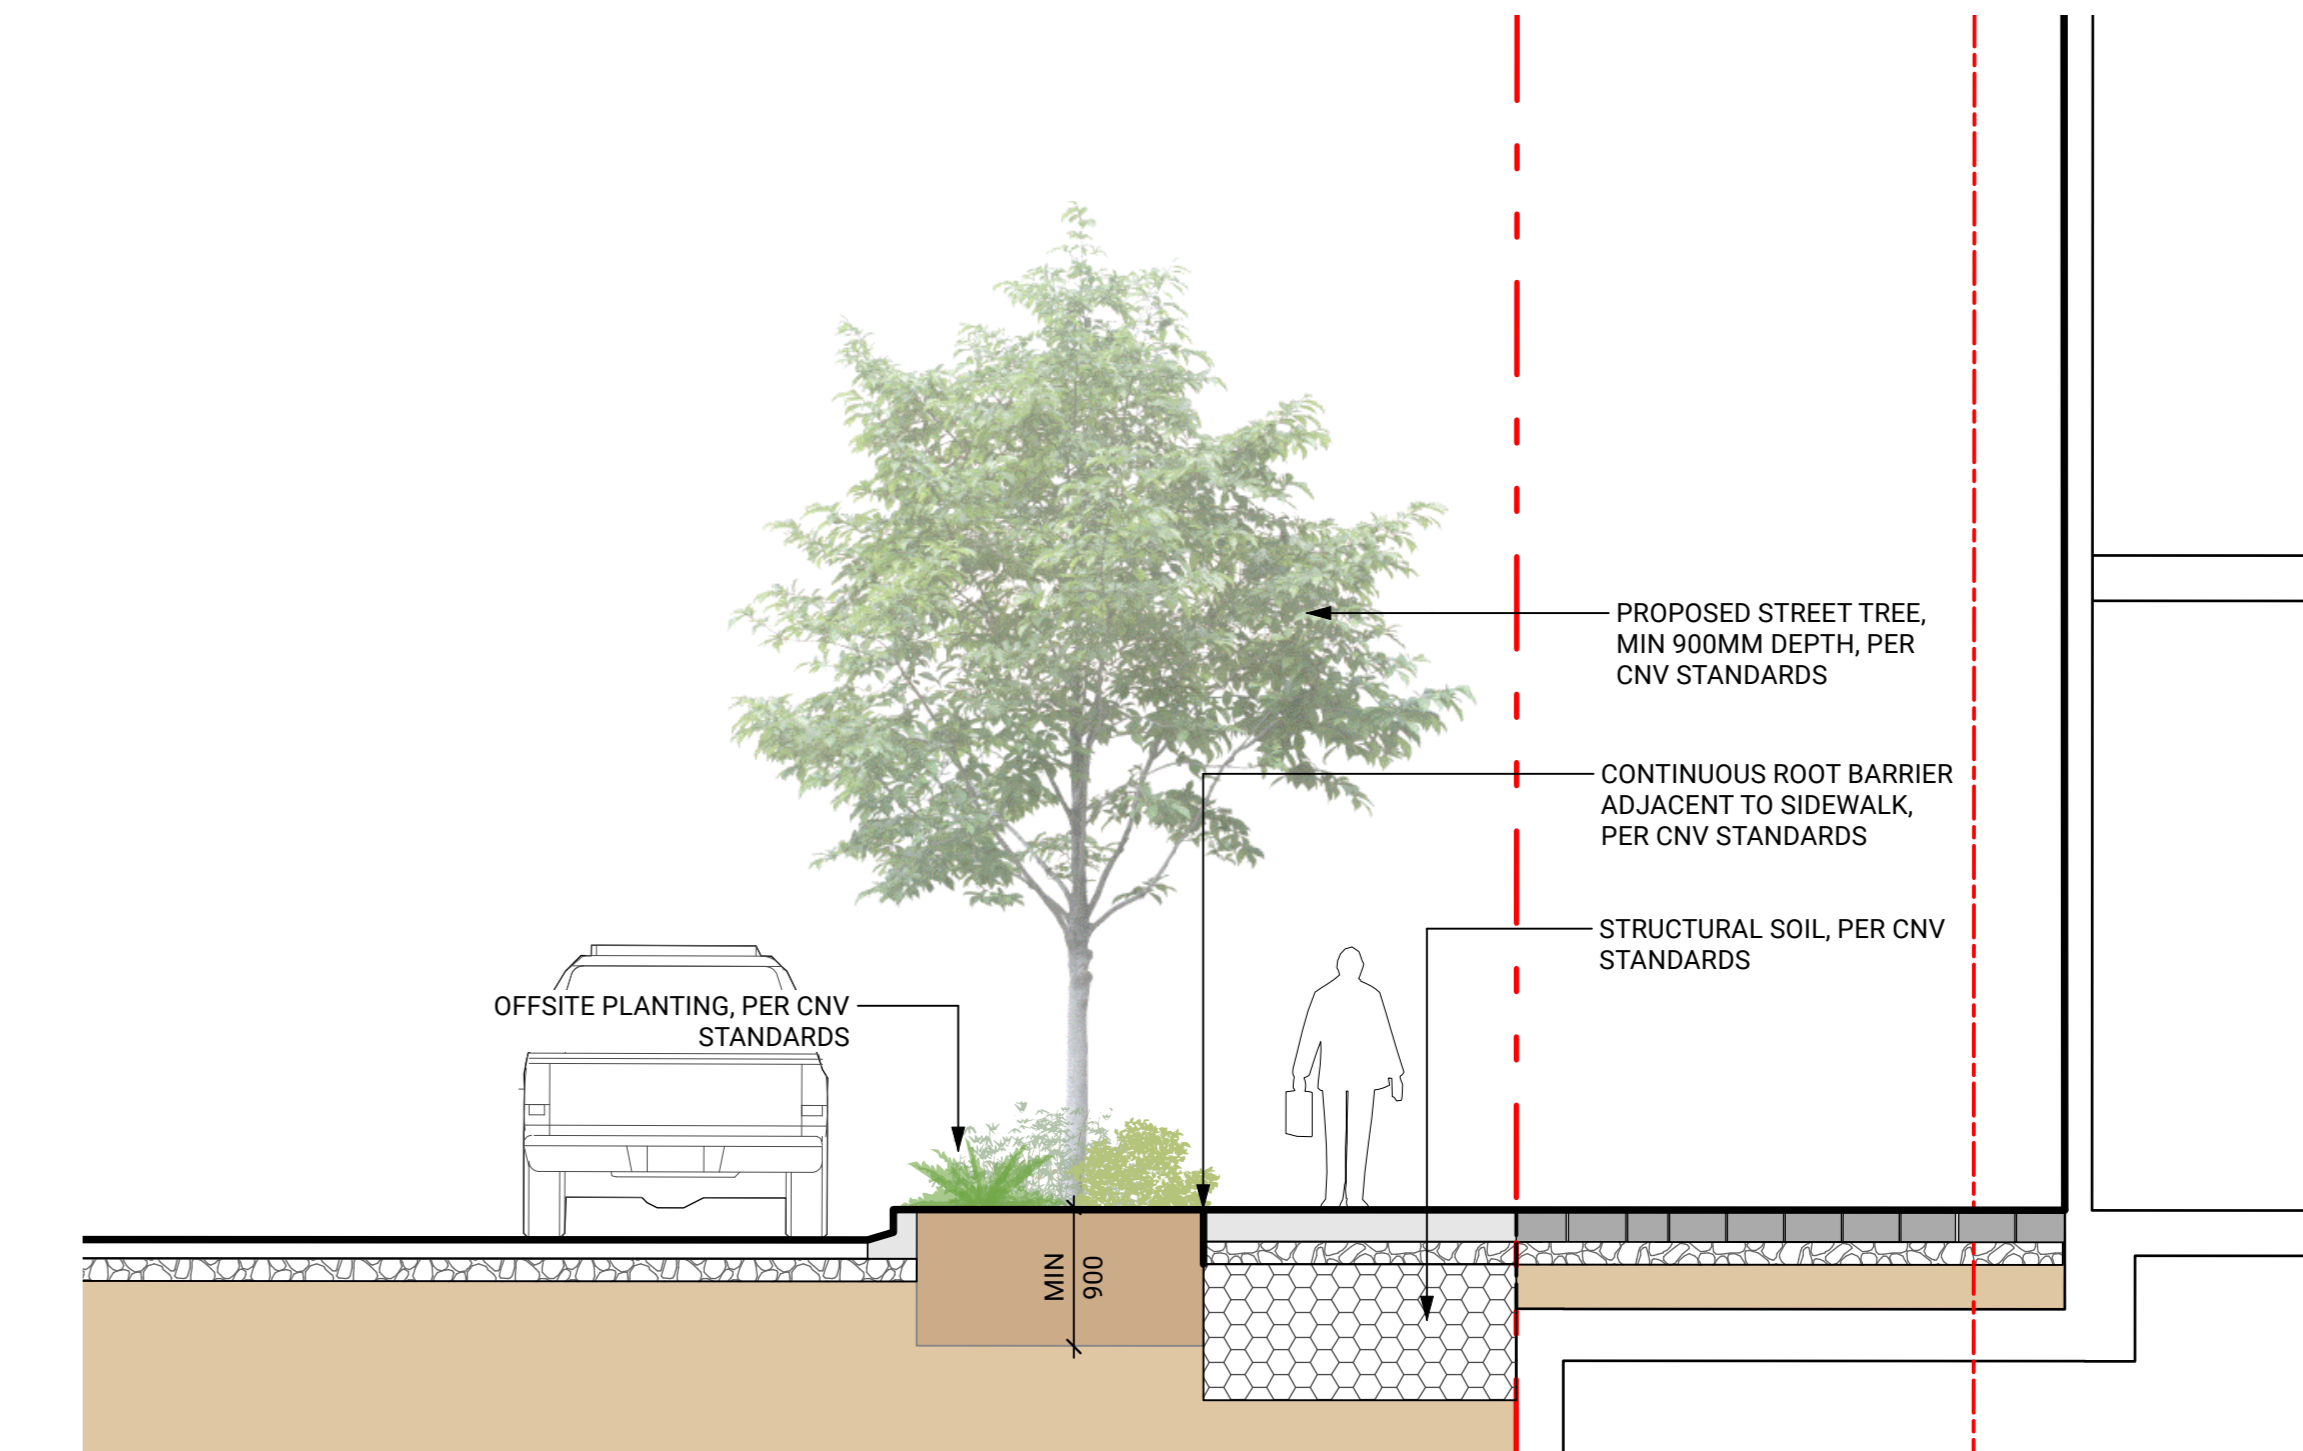 PROPOSED STREET TREE,
MIN 900MM DEPTH, PER
CNV STANDARDS
CONTINUOUS ROOT BARRIER
ADJACENT TO SIDEWALK,
PER CNV STANDARDS
STRUCTURAL SOIL, PER CNV
STANDARDS
OFFSITE PLANTING, PER CNV
STANDARDS
MIN
900